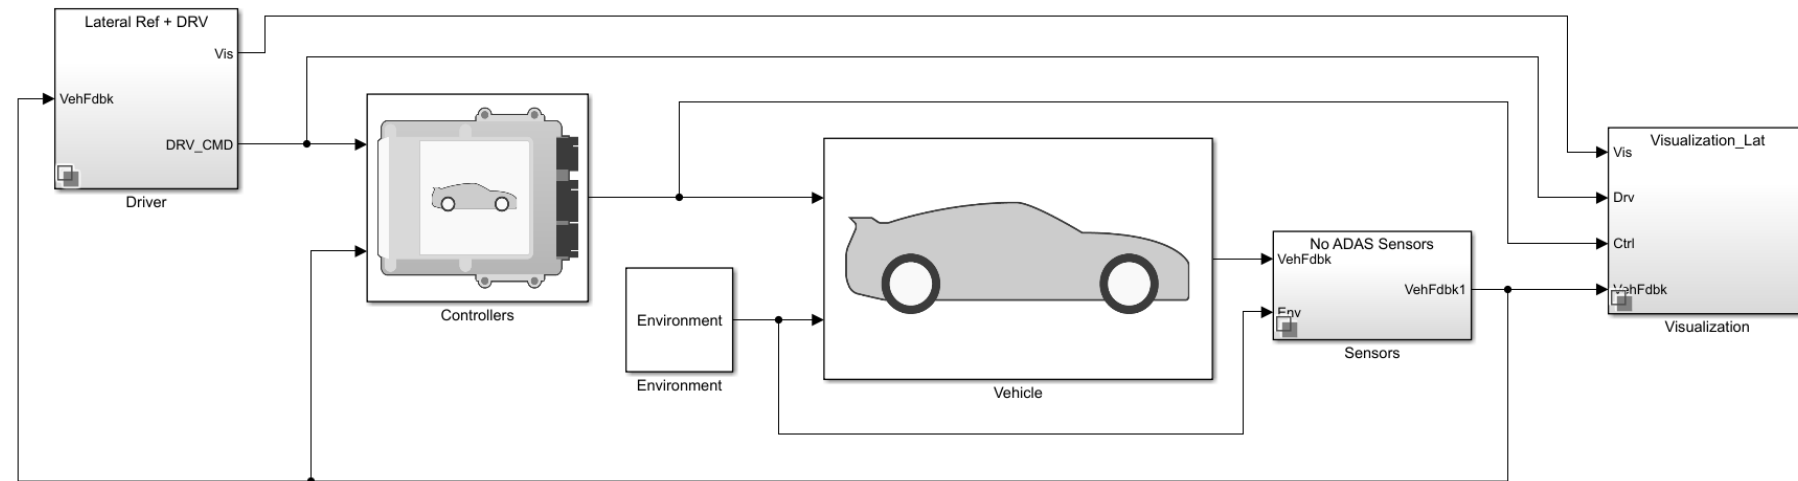 Lateral Ref + DRV
Vis
VehFdbk
DRV_CMD
Driver
Controllers
Environment
Environment
Vehicle
No ADAS Sensors
VehFdbk
VehFdbk1
Env
Sensors
Visualization_Lat
Vis
Drv
Ctrl
VehFdbk
Visualization